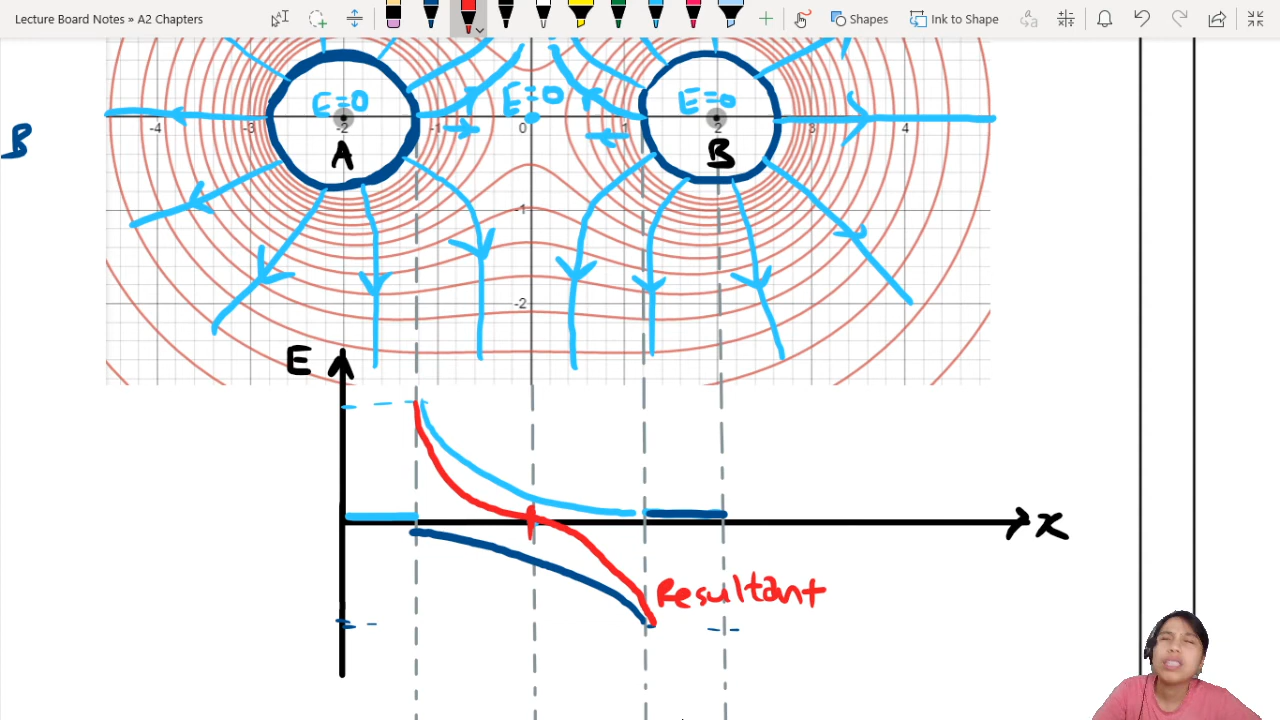 Lecture Board Notes » A2 Chapters
Shapes
Ink to Shape
B
E=0
E=0
E=0
-4
-3
-2
-1
0
1
2
3
4
A
B
-1
-2
E
x
Resultant